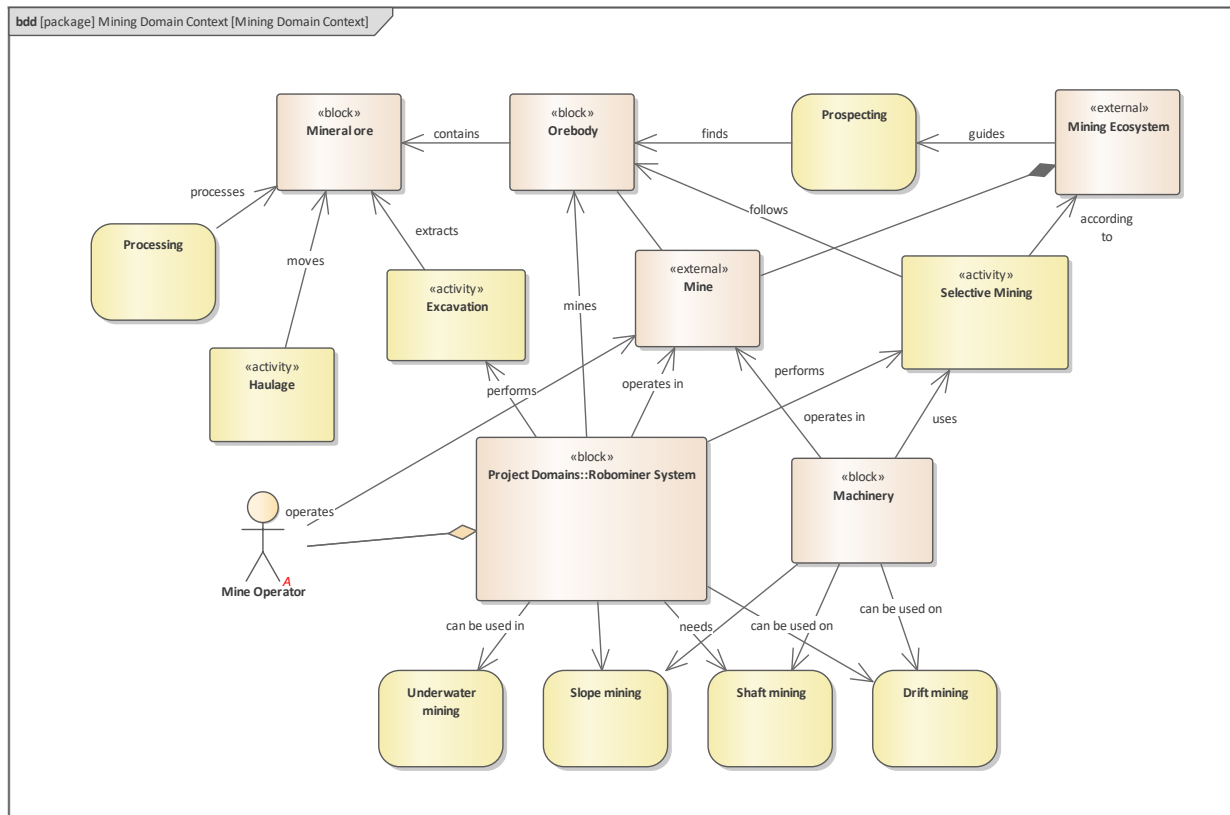 bdd [package] Mining Domain Context [Mining Domain Context]
«block»
Mineral ore
contains
«block»
Orebody
finds
Prospecting
guides
«external»
Mining Ecosystem
processes
Processing
moves
extracts
«activity»
Excavation
mines
follows
«external»
Mine
according
to
«activity»
Selective Mining
«activity»
Haulage
performs
operates in
performs
operates in
uses
«block»
Project Domains::Robominer System
«block»
Machinery
operates
A
Mine Operator
can be used in
needs
can be used on
can be used on
Underwater
mining
Slope mining
Shaft mining
Drift mining